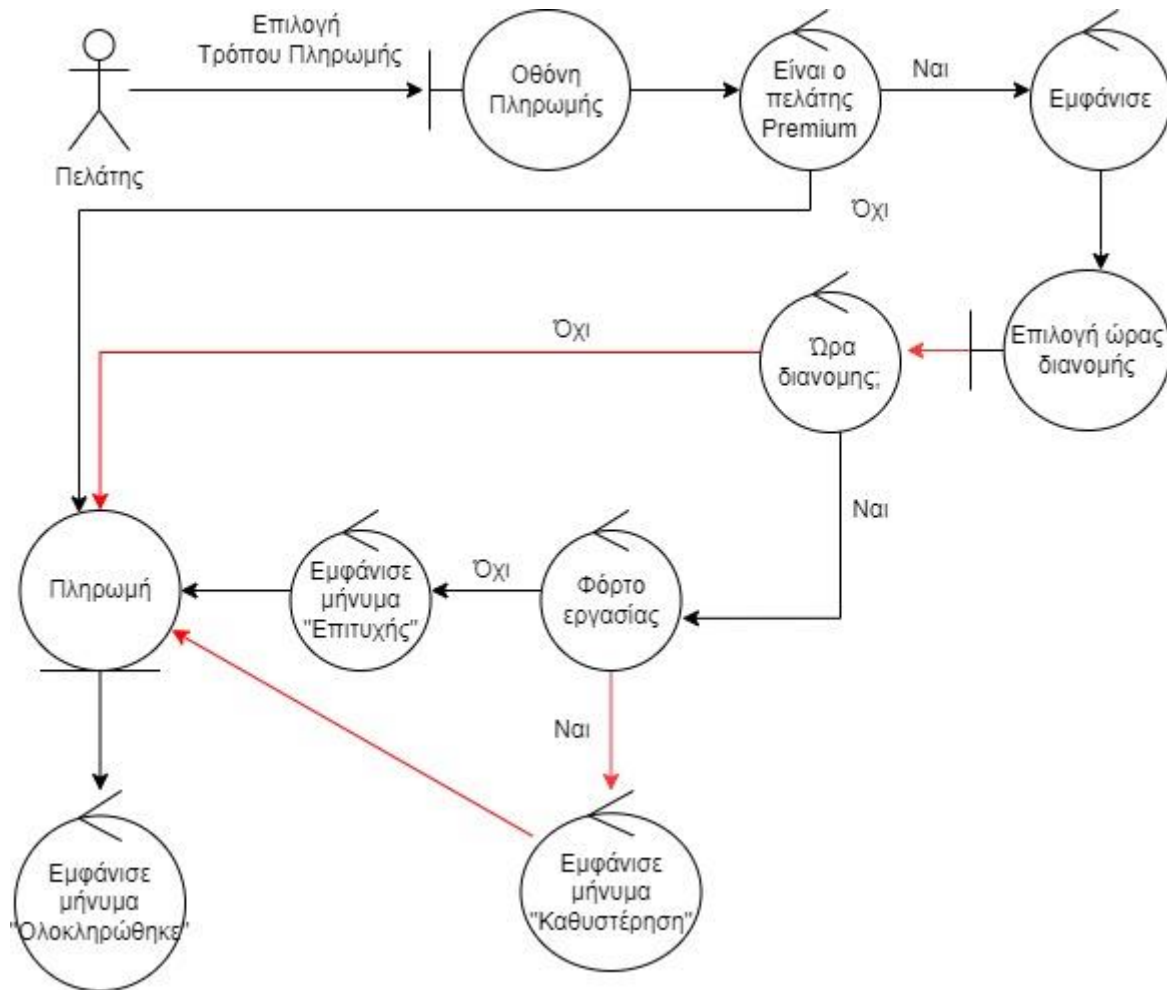 Επιλογή
Τρόπου Πληρωμής
Πελάτης
Οθόνη
Πληρωμής
Είναι ο
πελάτης
Premium
Ναι
Εμφάνισε
Όχι
Επιλογή ώρας
διανομής
Ώρα
διανομης;
Όχι
Ναι
Φόρτο
εργασίας
Όχι
Εμφάνισε
μήνυμα
"Επιτυχής"
Πληρωμή
Ναι
Εμφάνισε
μήνυμα
"Καθυστέρηση"
Εμφάνισε
μήνυμα
"Ολοκληρώθηκε"